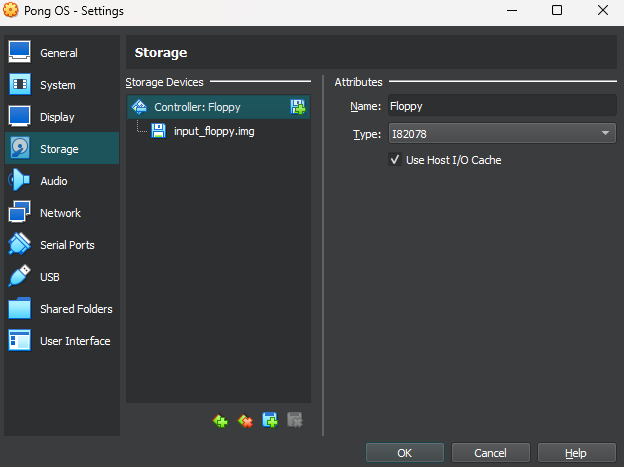 Pong OS - Settings
General
System
Display
Storage
Audio
Network
Serial Ports
USB
Shared Folders
User Interface
Storage
Storage Devices
Controller: Floppy
input_floppy.img
Attributes
Name: Floppy
Type: I82078
Use Host I/O Cache
OK Cancel Help